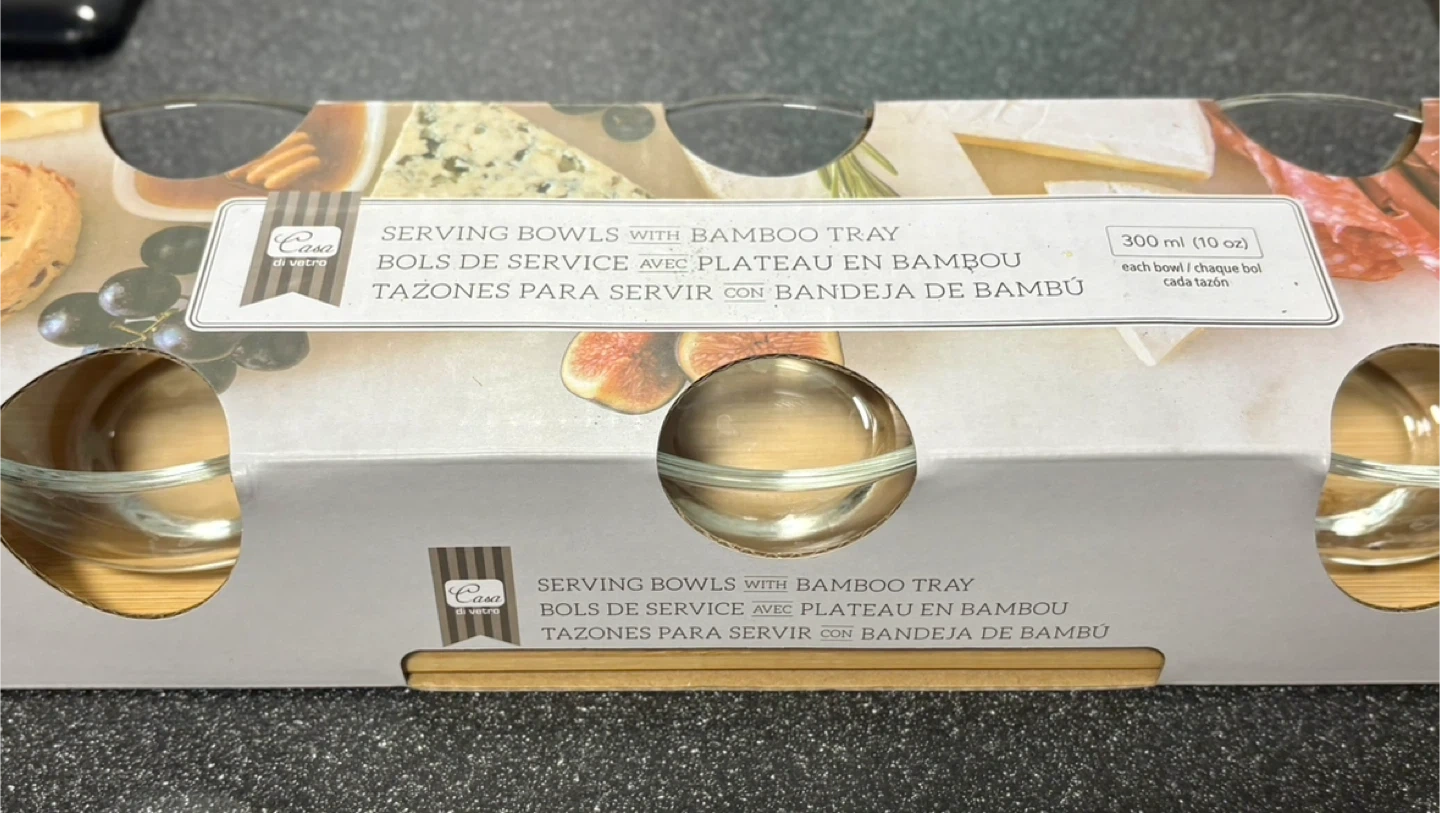 Casa
di vetro
SERVING BOWLS WITH BAMBOO TRAY
BOLS DE SERVICE AVEC PLATEAU EN BAMBOU
TAZONES PARA SERVIR CON BANDEJA DE BAMBÚ
300 ml (10 oz)
each bowl / chaque bol
cada tazón
Casa
di vetro
SERVING BOWLS WITH BAMBOO TRAY
BOLS DE SERVICE AVEC PLATEAU EN BAMBOU
TAZONES PARA SERVIR CON BANDEJA DE BAMBÚ